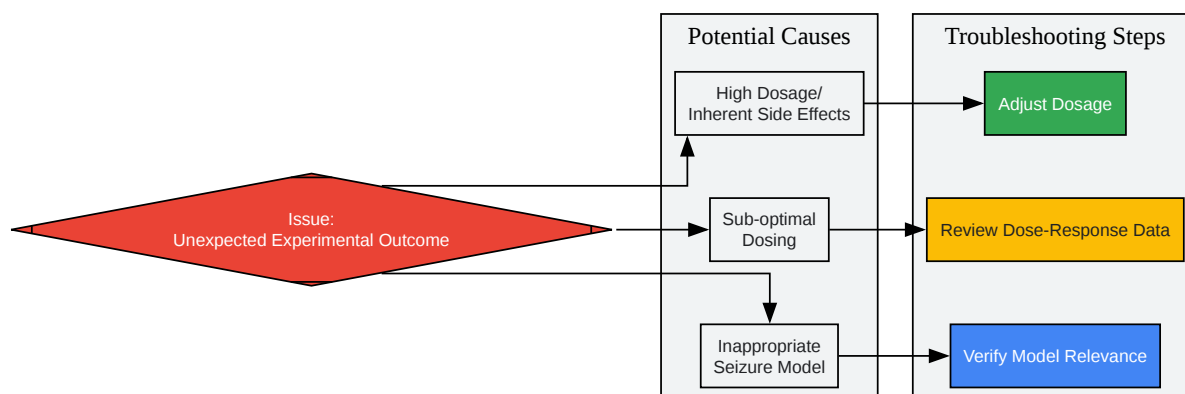 Potential Causes
Troubleshooting Steps
High Dosage/
Inherent Side Effects
Adjust Dosage
Issue:
Unexpected Experimental Outcome
Sub-optimal
Dosing
Review Dose-Response Data
Inappropriate
Seizure Model
Verify Model Relevance